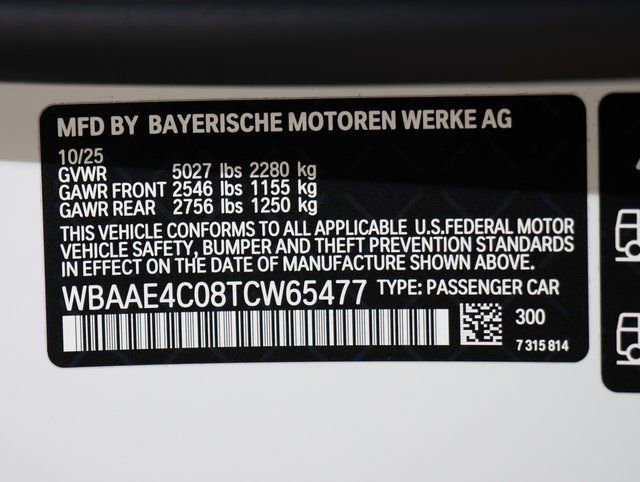 MFD BY BAYERISCHE MOTOREN WERKE AG
10/25
GVWR 5027 lbs 2280 kg
GAWR FRONT 2546 lbs 1155 kg
GAWR REAR 2756 lbs 1250 kg
THIS VEHICLE CONFORMS TO ALL APPLICABLE U.S.FEDERAL MOTOR
VEHICLE SAFETY, BUMPER AND THEFT PREVENTION STANDARDS
IN EFFECT ON THE DATE OF MANUFACTURE SHOWN ABOVE.
WBAAE4C08TCW65477 TYPE: PASSENGER CAR
300
7 315 814